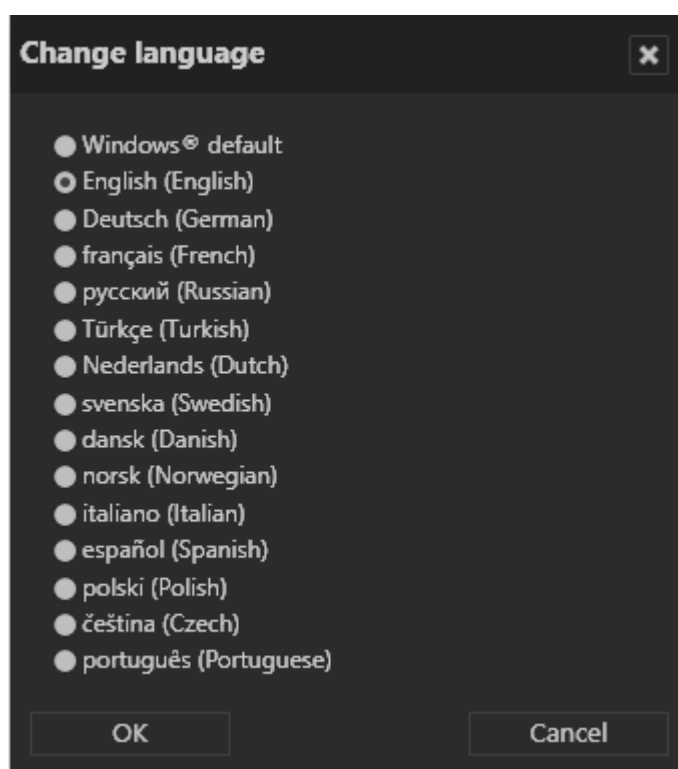 Change language
Windows® default
English (English)
Deutsch (German)
français (French)
русский (Russian)
Türkçe (Turkish)
Nederlands (Dutch)
svenska (Swedish)
dansk (Danish)
norsk (Norwegian)
italiano (Italian)
español (Spanish)
polski (Polish)
čeština (Czech)
português (Portuguese)
OK Cancel